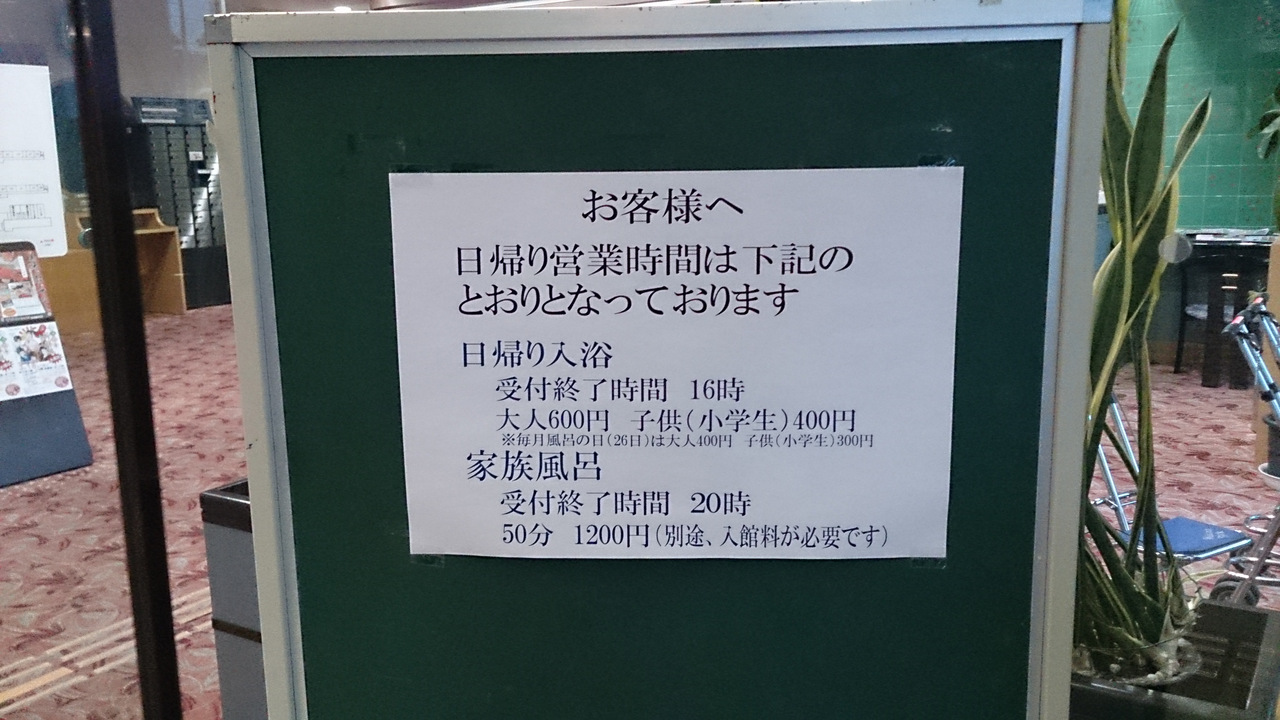 お客様へ
日帰り営業時間は下記の
とおりとなっております
日帰り入浴
受付終了時間 16時
大人600円 子供(小学生)400円
※毎月風呂の日(26日)は大人400円 子供(小学生)300円
家族風呂
受付終了時間 20時
50分 1200円(別途、入館料が必要です)